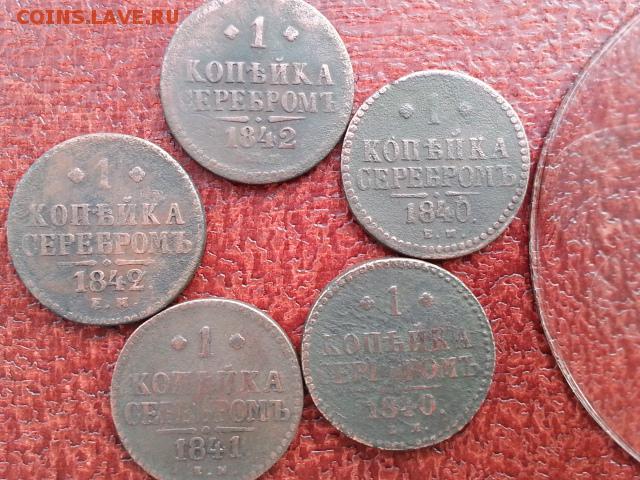 COINS.LAVE.RU
1
КОПѢЙКА
СЕРЕБРОМЪ
1842
1
КОПѢЙКА
СЕРЕБРОМЪ
1840.
Е.М.
1
КОПѢЙКА
СЕРЕБРОМЪ
1842
Е.М.
1
КОПѢЙКА
СЕРЕБРОМЪ
1840.
1
КОПѢЙКА
СЕРЕБРОМЪ
1841
Е.М.